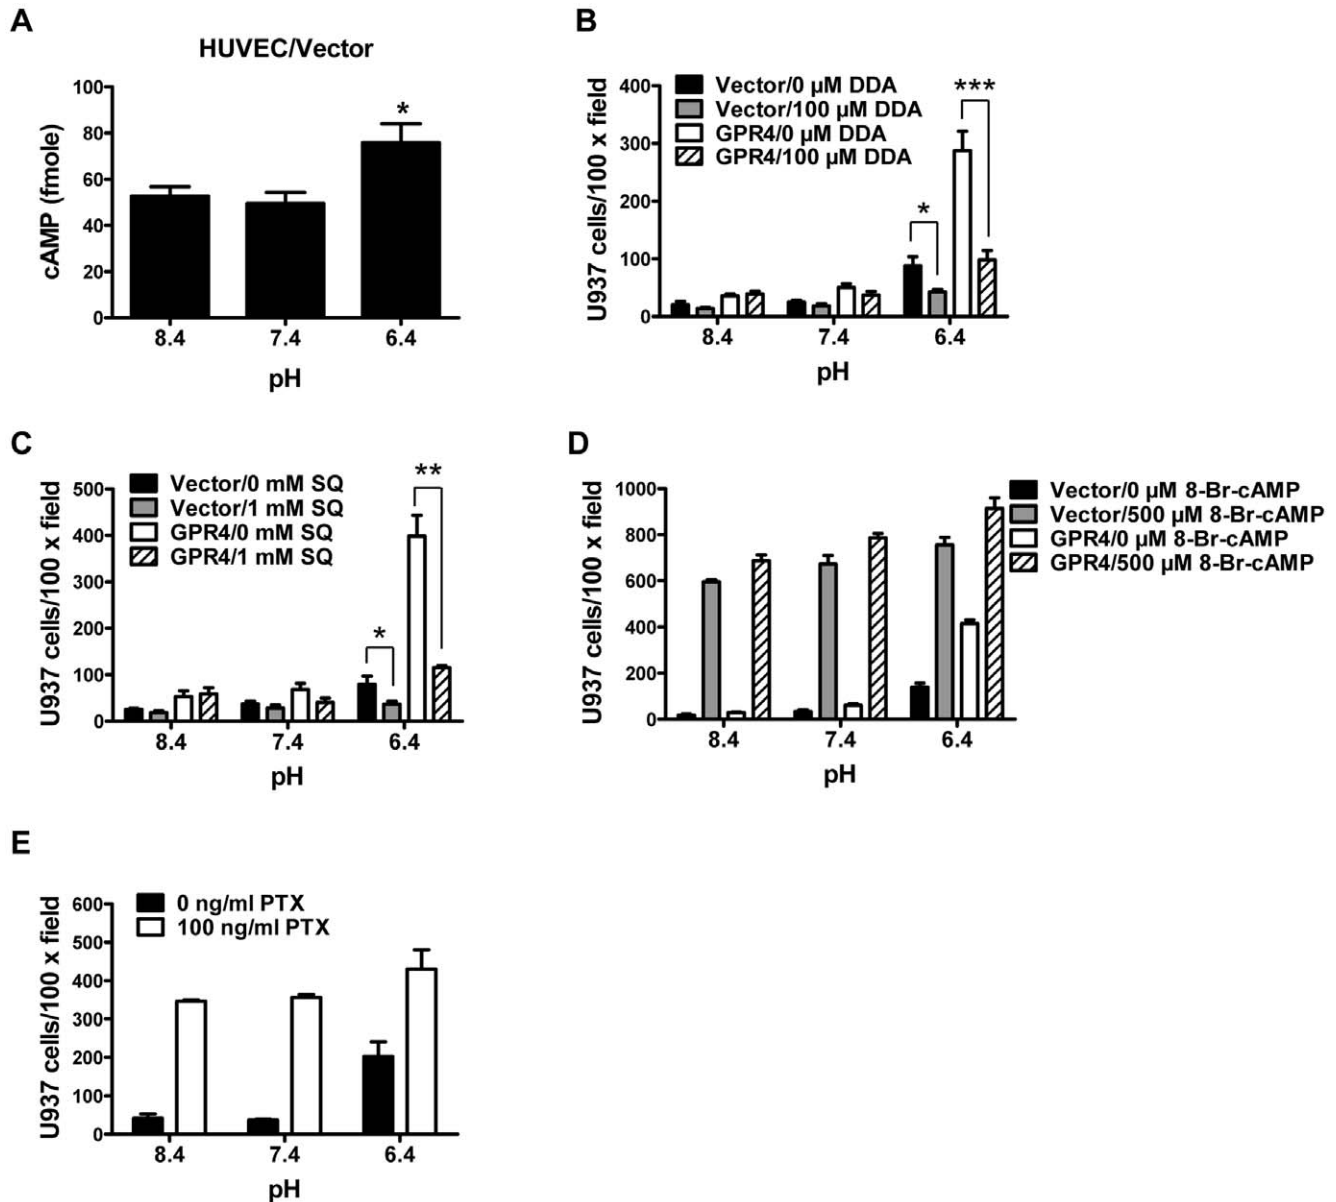 A
HUVEC/Vector
cAMP (fmole)
100
80
60
40
20
0
*
8.4 7.4 6.4
pH
B
U937 cells/100 x field
400
300
200
100
0
Vector/0 µM DDA
Vector/100 µM DDA
GPR4/0 µM DDA
GPR4/100 µM DDA
*
***
8.4 7.4 6.4
pH
C
U937 cells/100 x field
500
400
300
200
100
0
Vector/0 mM SQ
Vector/1 mM SQ
GPR4/0 mM SQ
GPR4/1 mM SQ
*
**
8.4 7.4 6.4
pH
D
U937 cells/100 x field
1000
800
600
400
200
0
Vector/0 µM 8-Br-cAMP
Vector/500 µM 8-Br-cAMP
GPR4/0 µM 8-Br-cAMP
GPR4/500 µM 8-Br-cAMP
8.4 7.4 6.4
pH
E
U937 cells/100 x field
600
500
400
300
200
100
0
0 ng/ml PTX
100 ng/ml PTX
8.4 7.4 6.4
pH